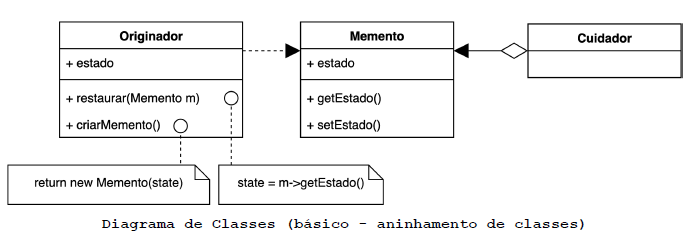 Originador
+ estado
+ restaurar(Memento m)
+ criarMemento()
Memento
+ estado
+ getEstado()
+ setEstado()
Cuidador
return new Memento(state)
state = m->getEstado()
Diagrama de Classes (básico - aninhamento de classes)